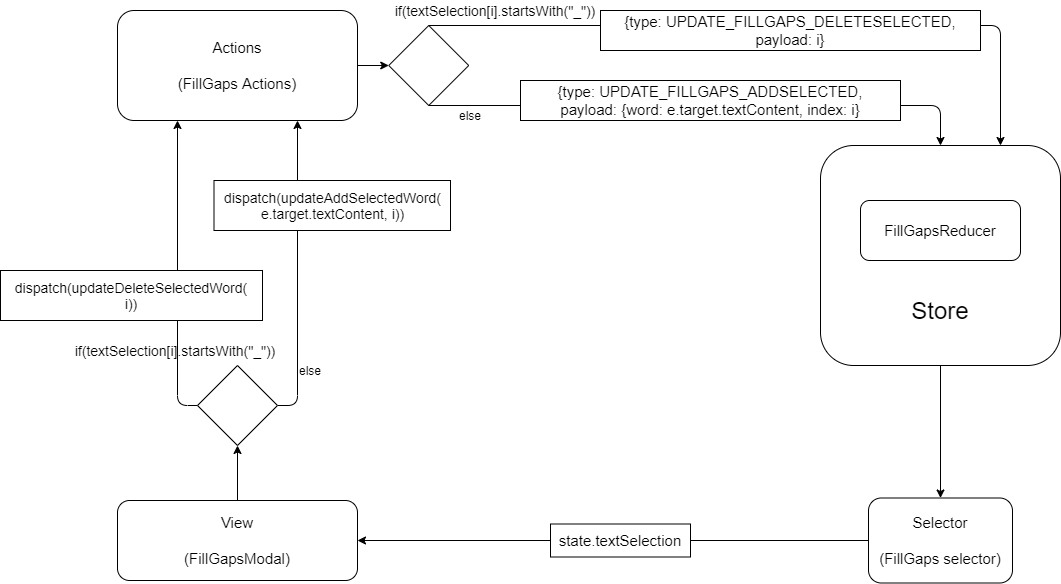 if(textSelection[i].startsWith("_"))
{type: UPDATE_FILLGAPS_DELETESELECTED,
payload: i}
Actions
(FillGaps Actions)
{type: UPDATE_FILLGAPS_ADDSELECTED,
payload: {word: e.target.textContent, index: i}
else
dispatch(updateAddSelectedWord(
e.target.textContent, i))
FillGapsReducer
dispatch(updateDeleteSelectedWord(
i))
Store
if(textSelection[i].startsWith("_"))
else
View
(FillGapsModal)
state.textSelection
Selector
(FillGaps selector)